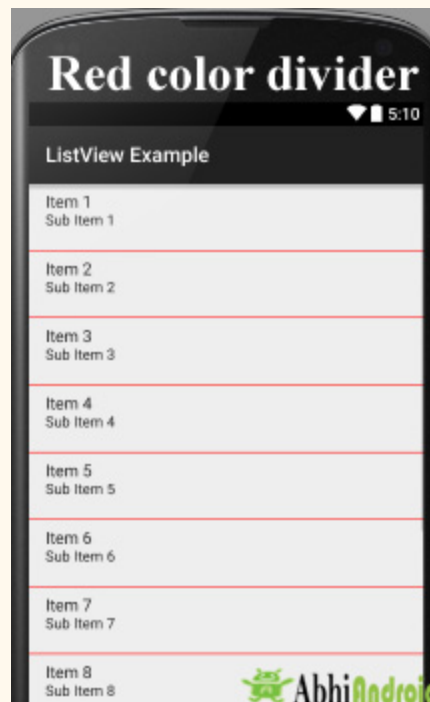 Red color divider
5:10
ListView Example
Item 1
Sub Item 1
Item 2
Sub Item 2
Item 3
Sub Item 3
Item 4
Sub Item 4
Item 5
Sub Item 5
Item 6
Sub Item 6
Item 7
Sub Item 7
Item 8
Sub Item 8
AbhiAndroid